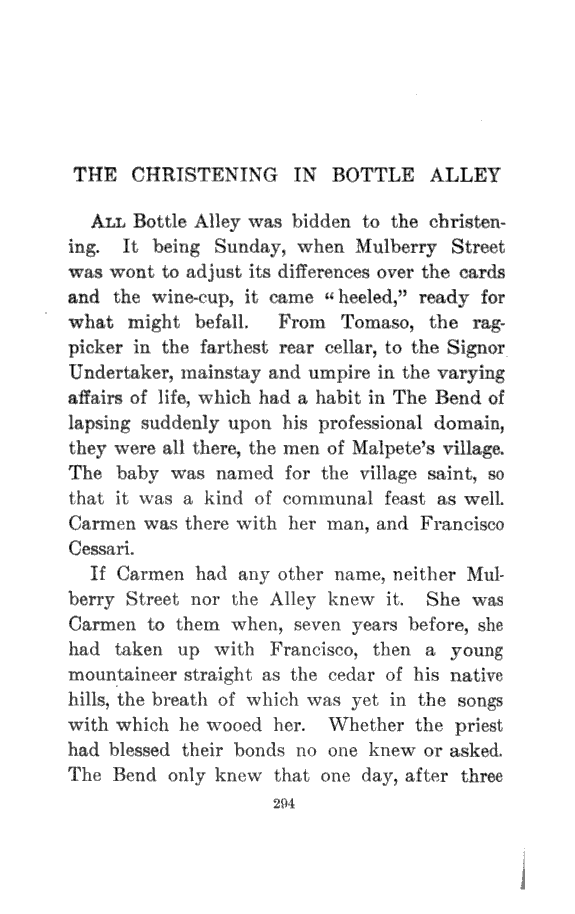 THE CHRISTENING IN BOTTLE ALLEY
ALL Bottle Alley was bidden to the christen-
ing. It being Sunday, when Mulberry Street
was wont to adjust its differences over the cards
and the wine-cup, it came “heeled,” ready for
what might befall. From Tomaso, the rag-
picker in the farthest rear cellar, to the Signor
Undertaker, mainstay and umpire in the varying
affairs of life, which had a habit in The Bend of
lapsing suddenly upon his professional domain,
they were all there, the men of Malpete’s village.
The baby was named for the village saint, so
that it was a kind of communal feast as well.
Carmen was there with her man, and Francisco
Cessari.
If Carmen had any other name, neither Mul-
berry Street nor the Alley knew it. She was
Carmen to them when, seven years before, she
had taken up with Francisco, then a young
mountaineer straight as the cedar of his native
hills, the breath of which was yet in the songs
with which he wooed her. Whether the priest
had blessed their bonds no one knew or asked.
The Bend only knew that one day, after three
294